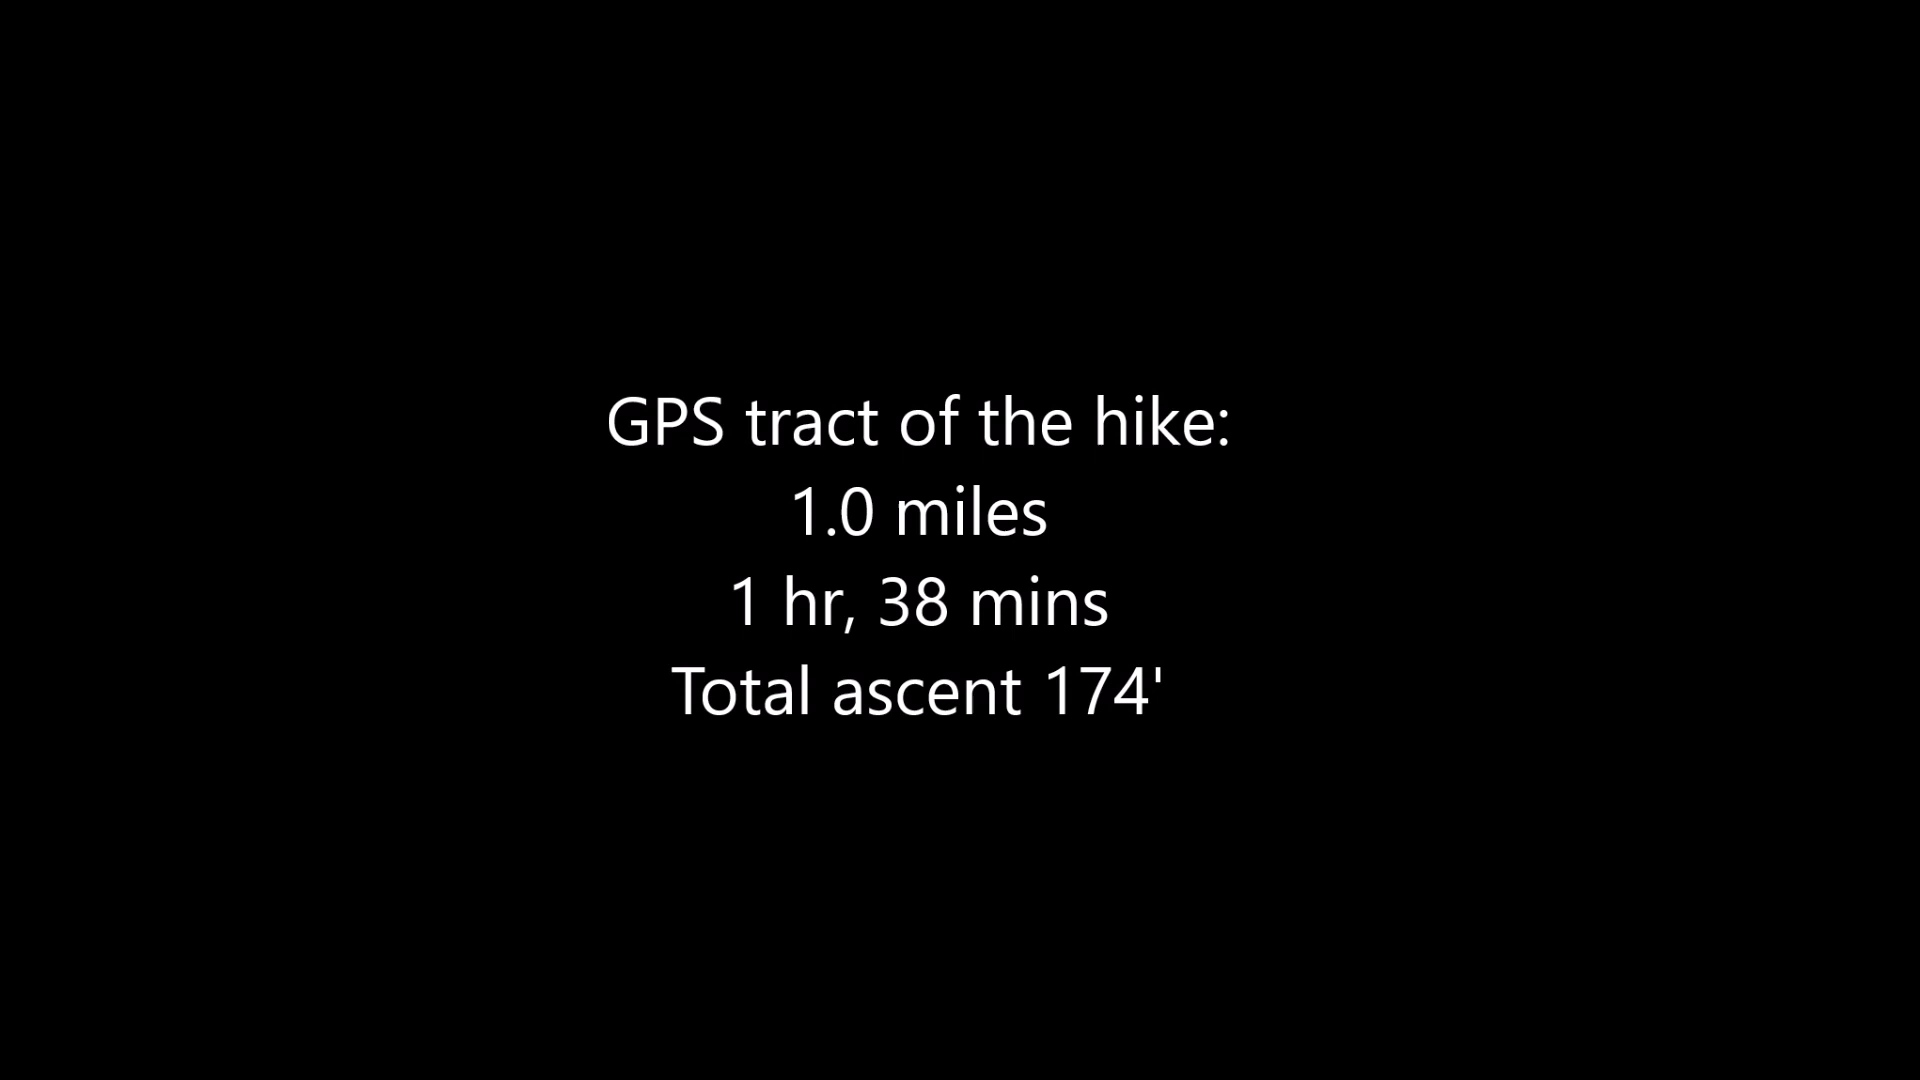 GPS tract of the hike:
1.0 miles
1 hr, 38 mins
Total ascent 174'